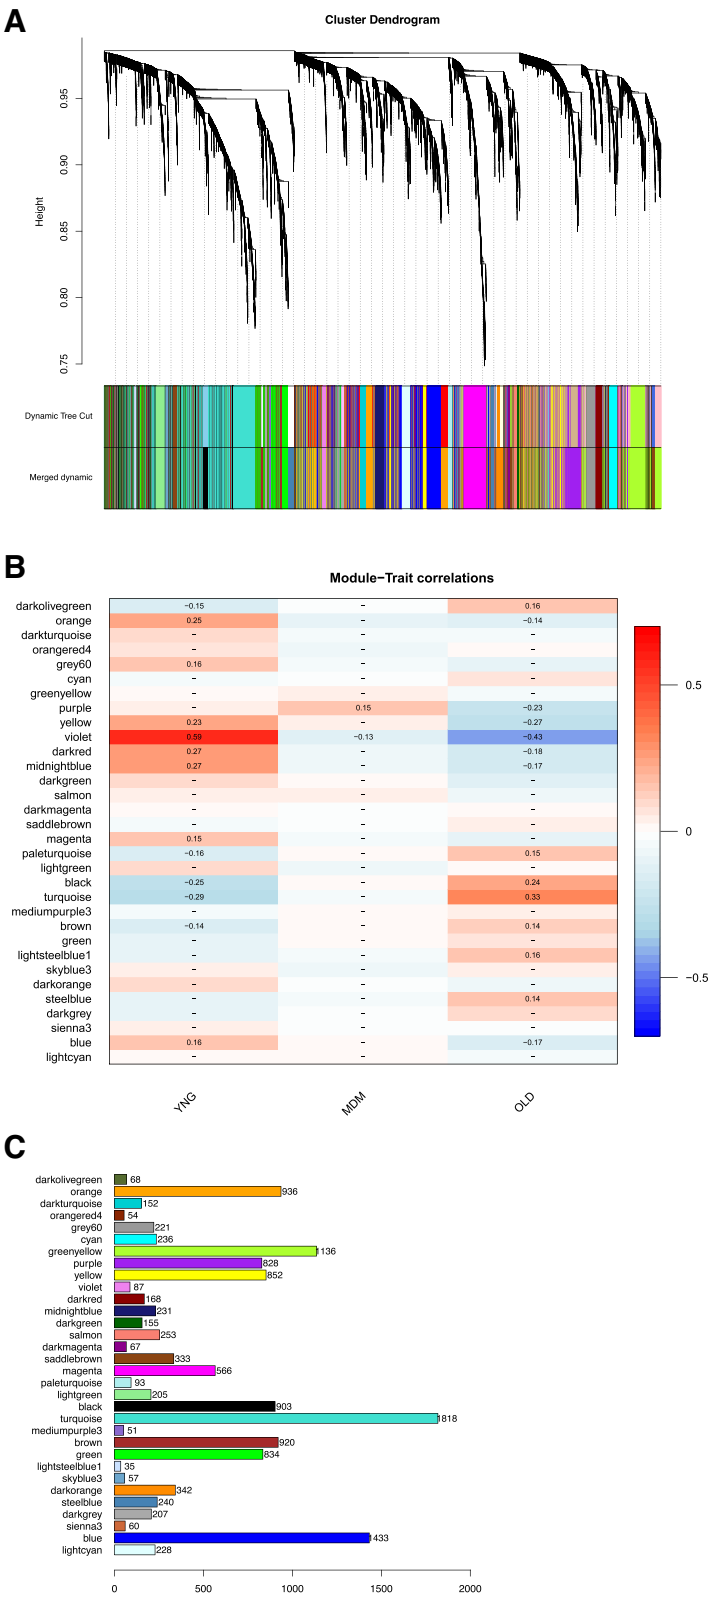 A
Cluster Dendrogram
Height
0.95
0.90
0.85
0.80
0.75
Dynamic Tree Cut
Merged dynamic
B
Module−Trait correlations
darkolivegreen −0.15 – 0.16
orange 0.25 – −0.14
darkturquoise – – –
orangered4 – – –
grey60 0.16 – –
cyan – – –
greenyellow – – –
purple – 0.15 −0.23
yellow 0.23 – −0.27
violet 0.59 −0.13 −0.43
darkred 0.27 – −0.18
midnightblue 0.27 – −0.17
darkgreen – – –
salmon – – –
darkmagenta – – –
saddlebrown – – –
magenta 0.15 – –
paleturquoise −0.16 – 0.15
lightgreen – – –
black −0.25 – 0.24
turquoise −0.29 – 0.33
mediumpurple3 – – –
brown −0.14 – 0.14
green – – –
lightsteelblue1 – – 0.16
skyblue3 – – –
darkorange – – –
steelblue – – 0.14
darkgrey – – –
sienna3 – – –
blue 0.16 – −0.17
lightcyan – – –
YNG MDM OLD
0.5
0
−0.5
C
darkolivegreen 68
orange 936
darkturquoise 152
orangered4 54
grey60 221
cyan 236
greenyellow 1136
purple 828
yellow 852
violet 87
darkred 168
midnightblue 231
darkgreen 155
salmon 253
darkmagenta 67
saddlebrown 333
magenta 566
paleturquoise 93
lightgreen 205
black 903
turquoise 1818
mediumpurple3 51
brown 920
green 834
lightsteelblue1 35
skyblue3 57
darkorange 342
steelblue 240
darkgrey 207
sienna3 60
blue 1433
lightcyan 228
0 500 1000 1500 2000